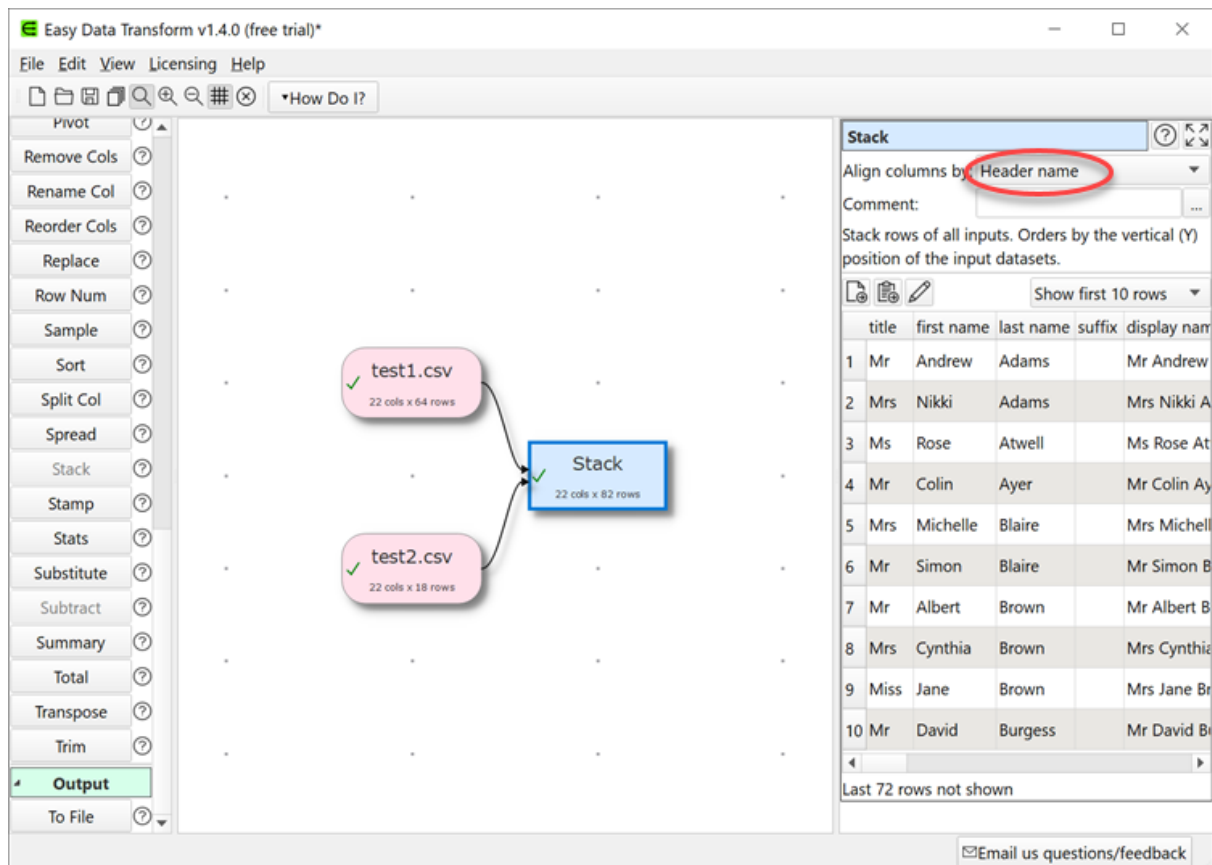 Easy Data Transform v1.4.0 (free trial)*
File Edit View Licensing Help
How Do I?
Pivot
Remove Cols
Rename Col
Reorder Cols
Replace
Row Num
Sample
Sort
Split Col
Spread
Stack
Stamp
Stats
Substitute
Subtract
Summary
Total
Transpose
Trim
Output
To File
test1.csv
22 cols x 64 rows
test2.csv
22 cols x 18 rows
Stack
22 cols x 82 rows
Stack
Align columns by: Header name
Comment: ...
Stack rows of all inputs. Orders by the vertical (Y)
position of the input datasets.
Show first 10 rows
title first name last name suffix display nam
1 Mr Andrew Adams Mr Andrew
2 Mrs Nikki Adams Mrs Nikki A
3 Ms Rose Atwell Ms Rose At
4 Mr Colin Ayer Mr Colin Ay
5 Mrs Michelle Blaire Mrs Michell
6 Mr Simon Blaire Mr Simon B
7 Mr Albert Brown Mr Albert B
8 Mrs Cynthia Brown Mrs Cynthia
9 Miss Jane Brown Mrs Jane Br
10 Mr David Burgess Mr David Bu
Last 72 rows not shown
Email us questions/feedback